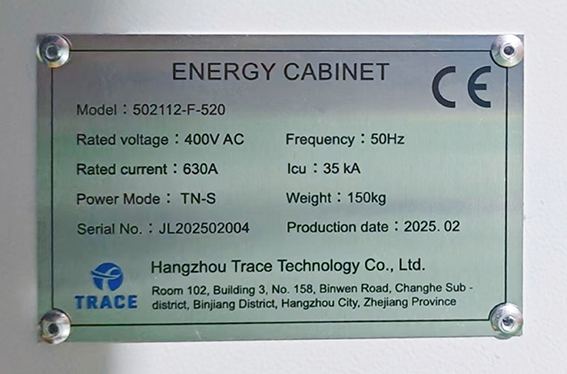 ENERGY CABINET
CE
Model : 502112-F-520
Rated voltage : 400V AC Frequency : 50Hz
Rated current : 630A Icu : 35 kA
Power Mode : TN-S Weight : 150kg
Serial No. : JL202502004 Production date : 2025. 02
TRACE
Hangzhou Trace Technology Co., Ltd.
Room 102, Building 3, No. 158, Binwen Road, Changhe Sub -
district, Binjiang District, Hangzhou City, Zhejiang Province